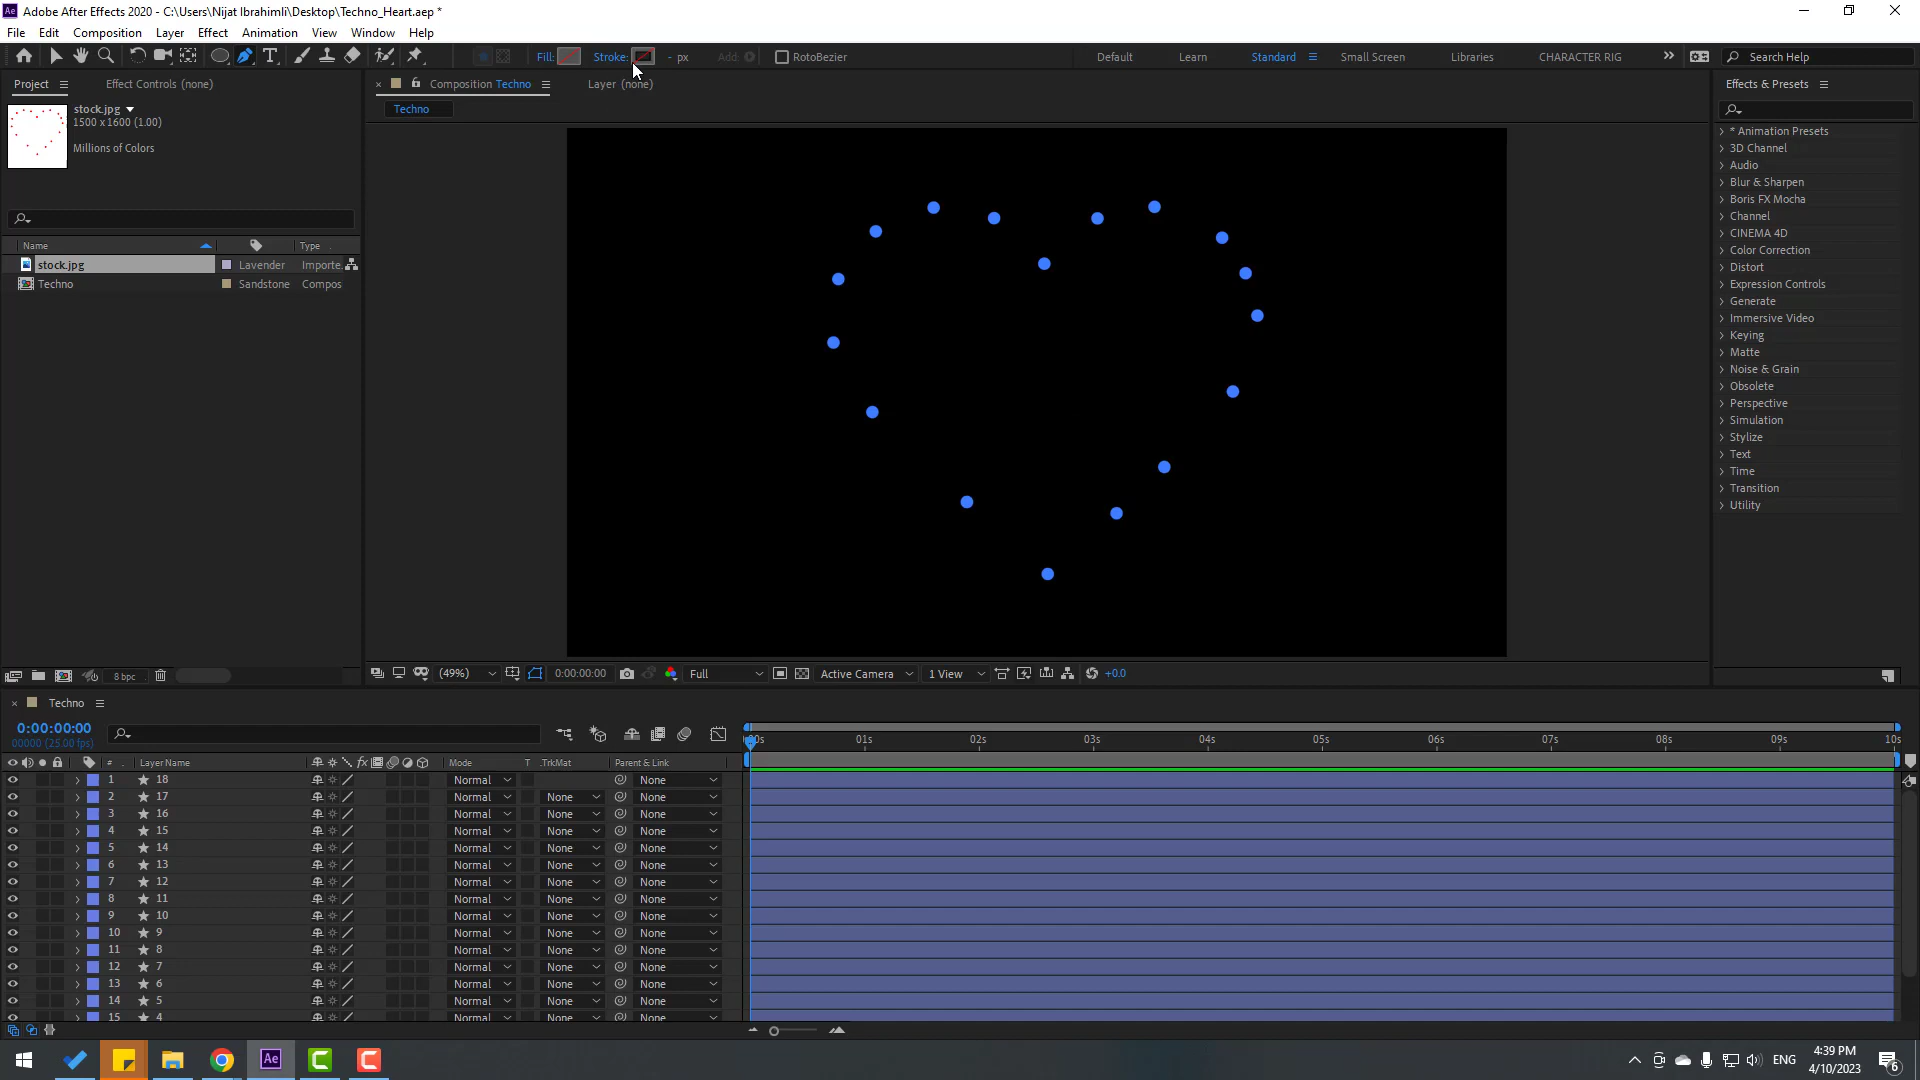 Adobe After Effects 2020 - C:\Users\Nijat Ibrahimli\Desktop\Techno_Heart.aep *
File Edit Composition Layer Effect Animation View Window Help
Fill: Stroke: - px Add: RotoBezier Default Learn Standard Small Screen Libraries CHARACTER RIG Search Help
Project Effect Controls (none)
Composition Techno Layer (none)
Effects & Presets
stock.jpg
1500 x 1600 (1.00)
Millions of Colors
Techno
Name Type
stock.jpg Lavender Importe
Techno Sandstone Compos
* Animation Presets
3D Channel
Audio
Blur & Sharpen
Boris FX Mocha
Channel
CINEMA 4D
Color Correction
Distort
Expression Controls
Generate
Immersive Video
Keying
Matte
Noise & Grain
Obsolete
Perspective
Simulation
Stylize
Text
Time
Transition
Utility
8 bpc
(49%) 0:00:00:00 Full Active Camera 1 View +0.0
Techno
0:00:00:00
00000 (25.00 fps)
00s 01s 02s 03s 04s 05s 06s 07s 08s 09s 10s
# Layer Name Mode T .TrkMat Parent & Link
1 18 Normal None
2 17 Normal None None
3 16 Normal None None
4 15 Normal None None
5 14 Normal None None
6 13 Normal None None
7 12 Normal None None
8 11 Normal None None
9 10 Normal None None
10 9 Normal None None
11 8 Normal None None
12 7 Normal None None
13 6 Normal None None
14 5 Normal None None
15 4 Normal None None
Ae
ENG
4:39 PM
4/10/2023
6